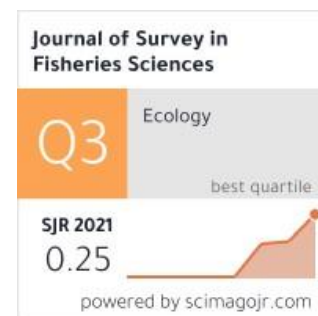 Journal of Survey in
Fisheries Sciences
Q3
Ecology
best quartile
SJR 2021
0.25
powered by scimagojr.com